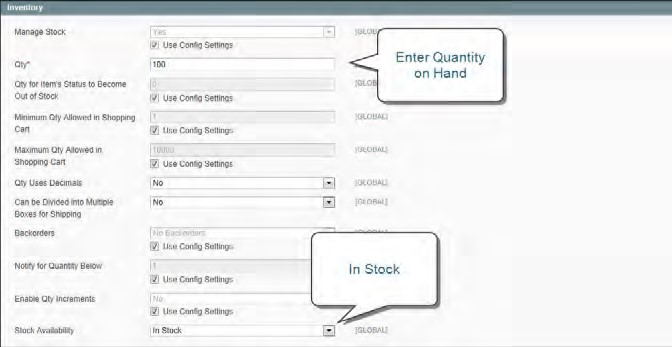 Inventory
Manage Stock
Yes
[GLOB
Use Config Settings
Enter Quantity
on Hand
Qty*
100
Qty for Item's Status to Become
Out of Stock
0
[GLOB
Use Config Settings
Minimum Qty Allowed in Shopping
Cart
1
[GLOBAL]
Use Config Settings
Maximum Qty Allowed in
Shopping Cart
10000
[GLOBAL]
Use Config Settings
Qty Uses Decimals
No
[GLOBAL]
Can be Divided into Multiple
Boxes for Shipping
No
[GLOBAL]
Backorders
No Backorders
[GLOBAL]
Use Config Settings
In Stock
Notify for Quantity Below
1
Use Config Settings
Enable Qty Increments
No
Use Config Settings
Stock Availability
In Stock
[GLOBAL]